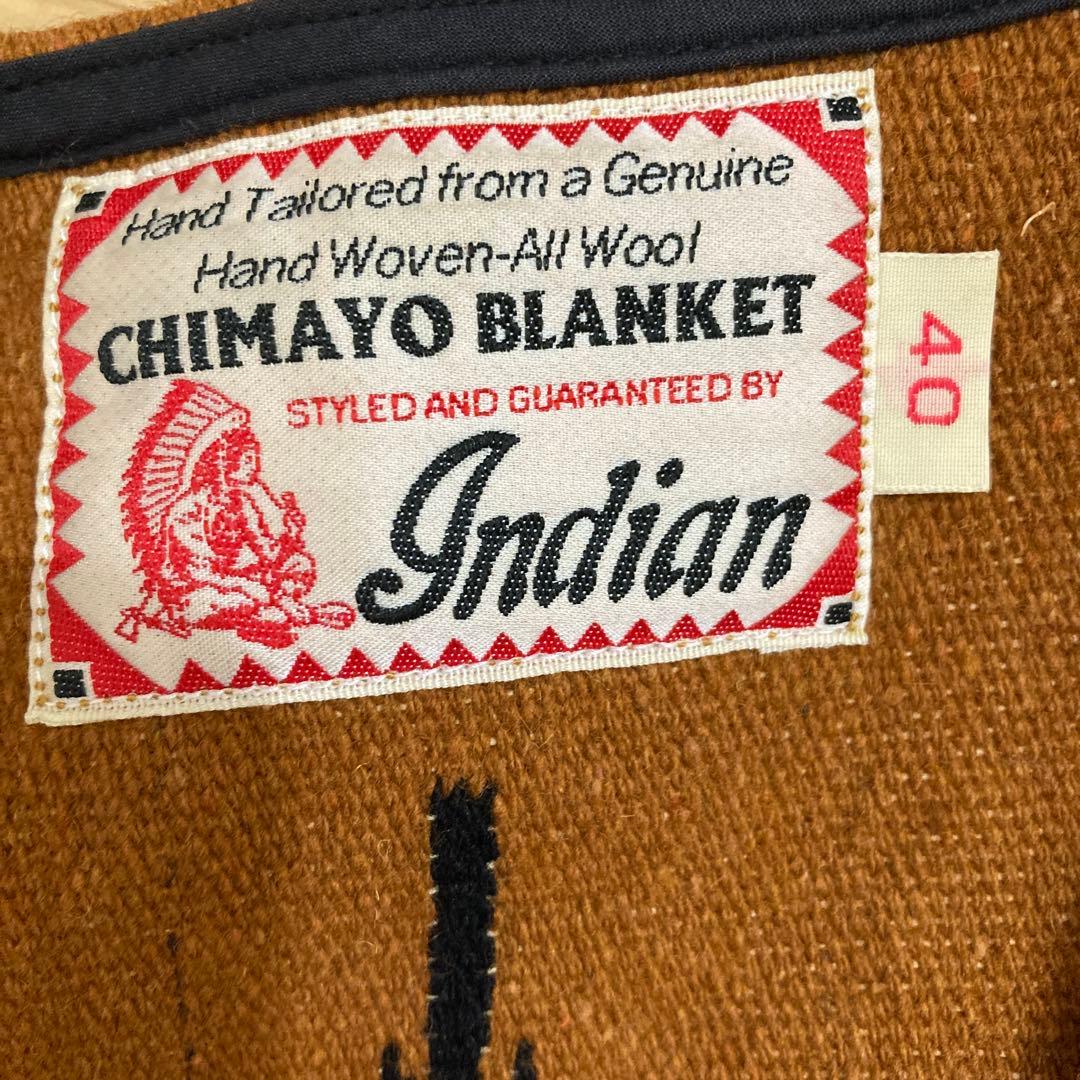 Hand Tailored from a Genuine
Hand Woven-All Wool
CHIMAYO BLANKET
STYLED AND GUARANTEED BY
Indian
40